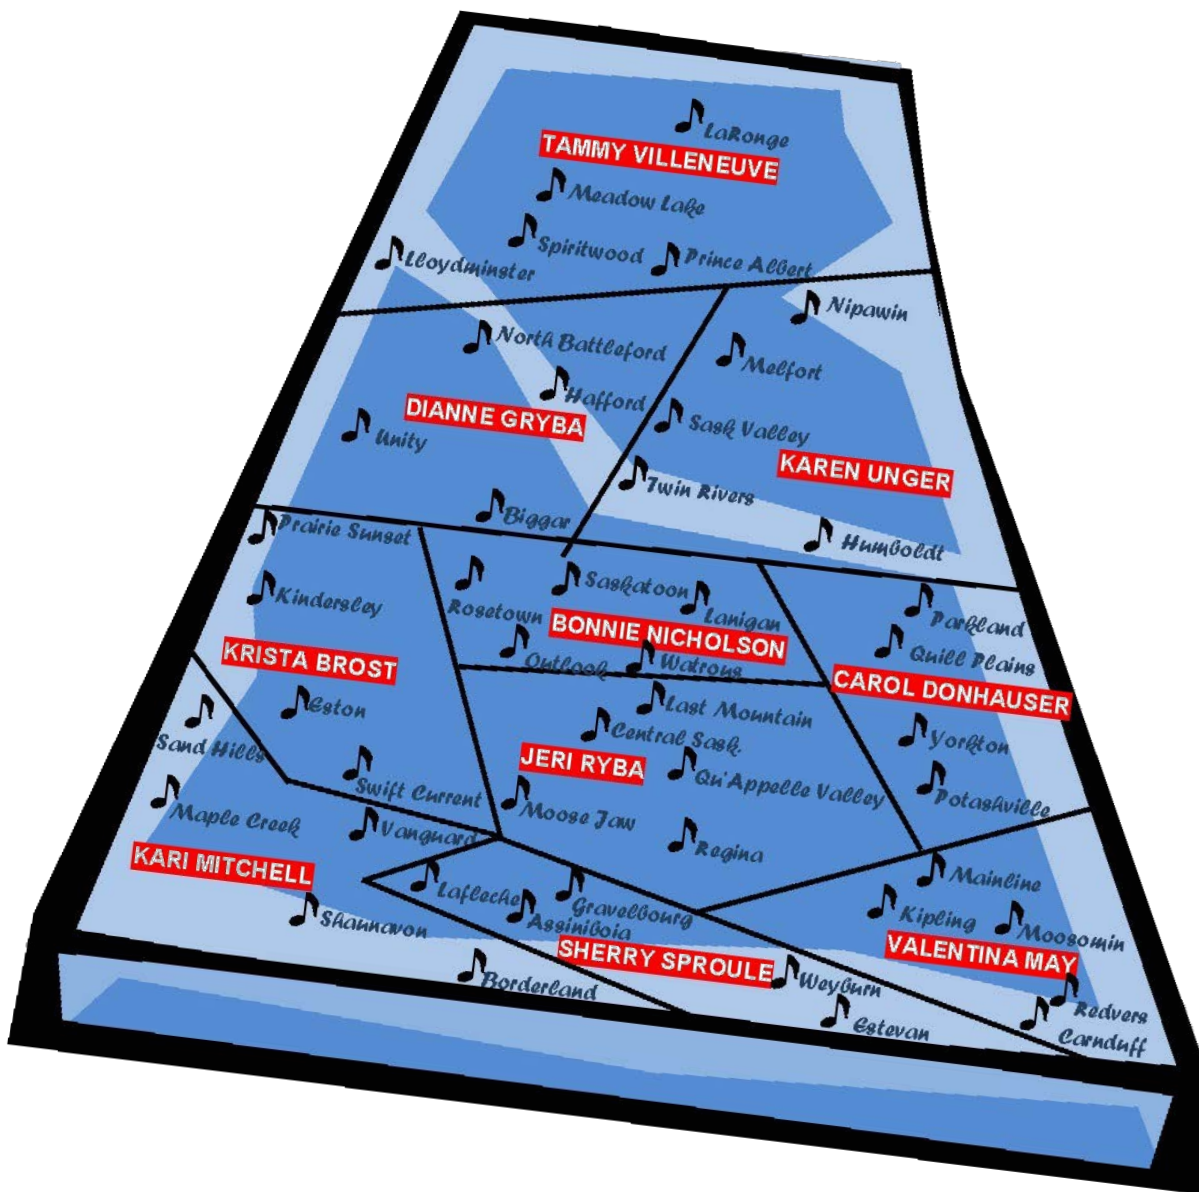 LaRonge
TAMMY VILLENEUVE
Meadow Lake
Spiritwood
Prince Albert
Lloydminster
Nipawin
North Battleford
Melfort
Hafford
DIANNE GRYBA
Unity
Sask Valley
KAREN UNGER
Twin Rivers
Biggar
Humboldt
Prairie Sunset
Kindersley
Saskatoon
Rosetown
Lanigan
BONNIE NICHOLSON
Outlook
Watrous
Parkland
Quill Plains
CAROL DONHAUSER
KRISTA BROST
Eston
Last Mountain
Central Sask.
Yorkton
JERI RYBA
Qu'Appelle Valley
Potashville
Sand Hills
Swift Current
Moose Jaw
Maple Creek
Vanguard
Regina
KARI MITCHELL
Lafleche
Gravelbourg
Assiniboia
Mainline
Kipling
Moosomin
Shaunavon
SHERRY SPROULE
VALENTINA MAY
Borderland
Weyburn
Redvers
Estevan
Carnduff